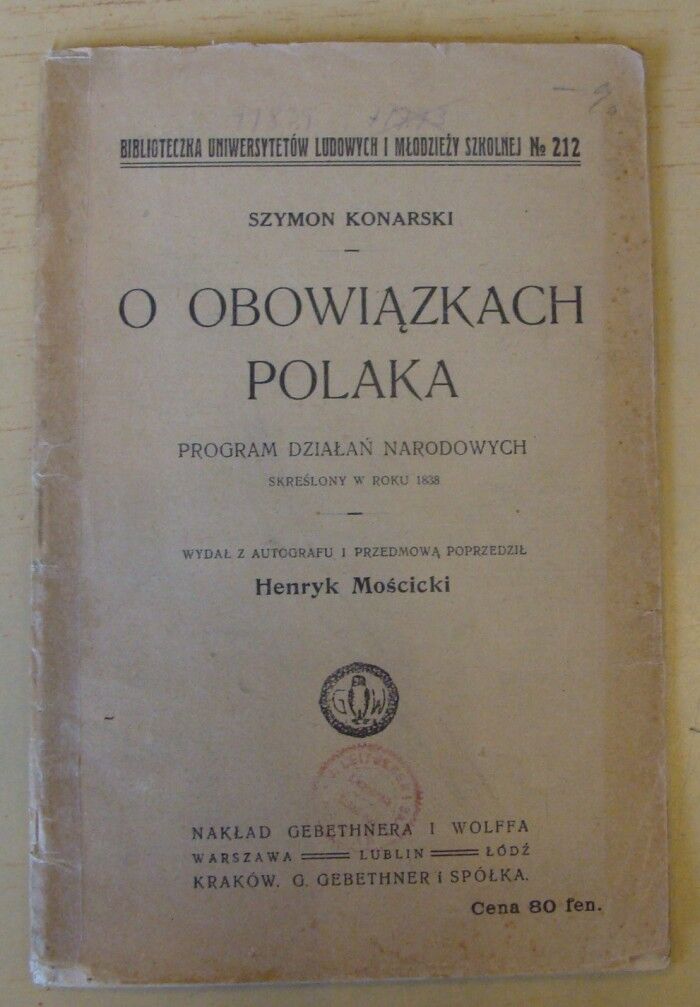 BIBLIOTECZKA UNIWERSYTETÓW LUDOWYCH I MŁODZIEŻY SZKOLNEJ No 212
SZYMON KONARSKI
O OBOWIĄZKACH
POLAKA
PROGRAM DZIAŁAŃ NARODOWYCH
SKREŚLONY W ROKU 1838
WYDAŁ Z AUTOGRAFU I PRZEDMOWĄ POPRZEDZIŁ
Henryk Mościcki
G W
NAKŁAD GEBETHNERA I WOLFFA
WARSZAWA LUBLIN ŁÓDŹ
KRAKÓW. G. GEBETHNER i SPÓŁKA.
Cena 80 fen.